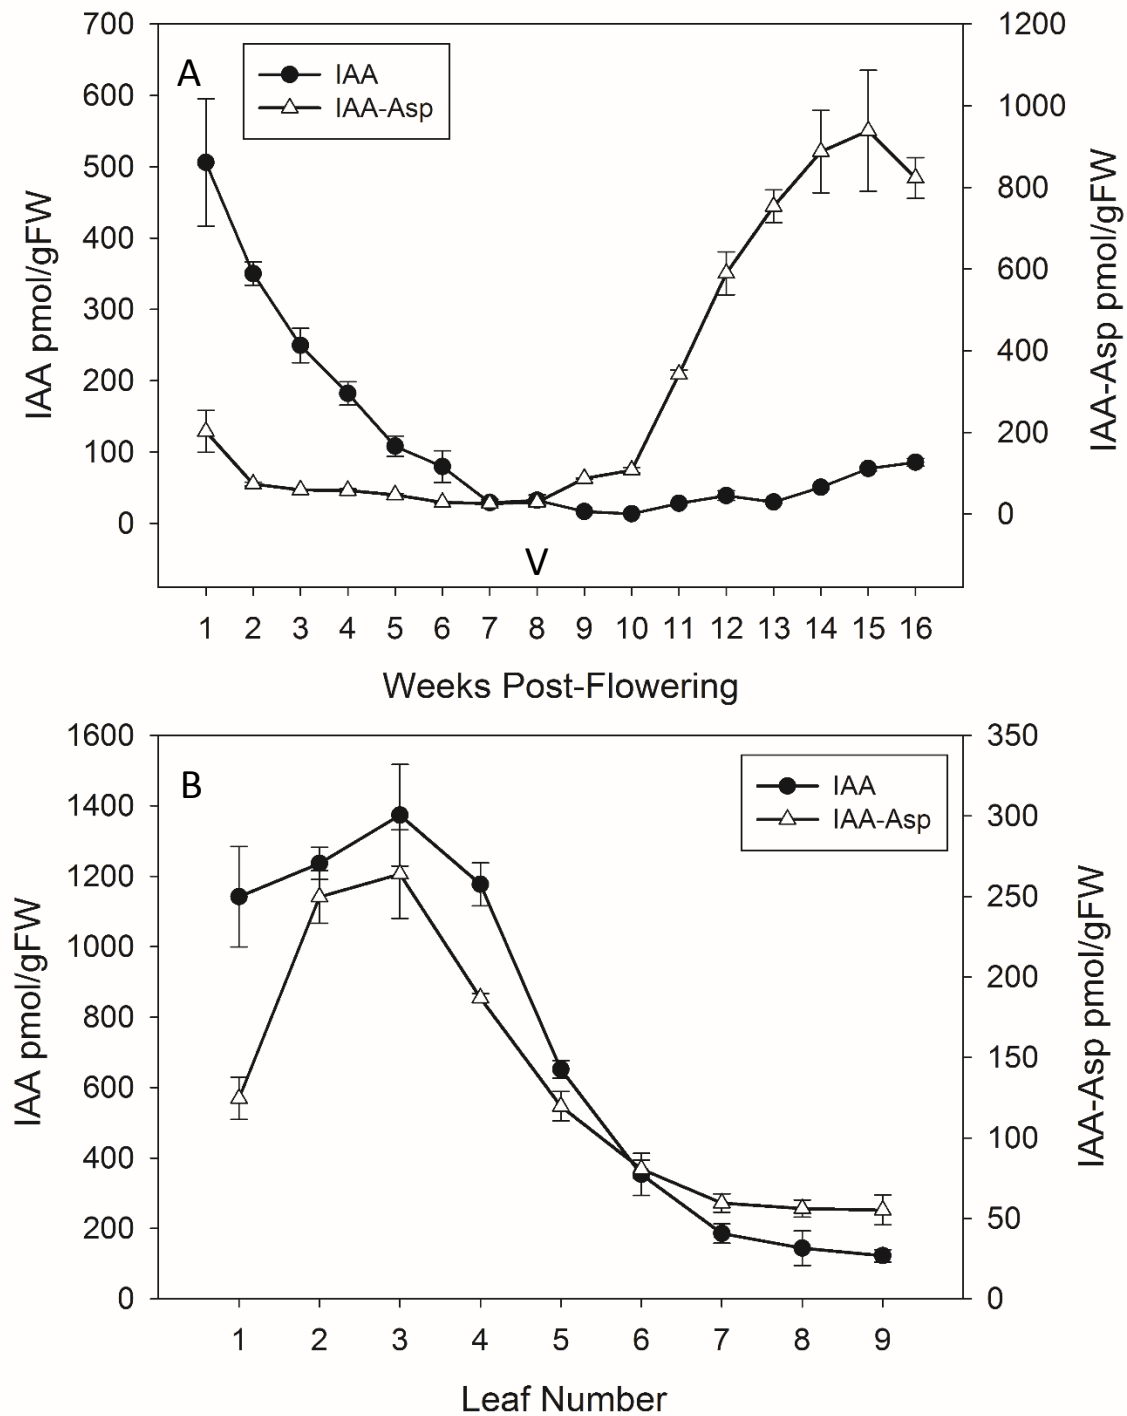 700
600
500
400
300
200
100
0
IAA pmol/gFW
A
IAA
IAA-Asp
V
1200
1000
800
600
400
200
0
IAA-Asp pmol/gFW
1 2 3 4 5 6 7 8 9 10 11 12 13 14 15 16
Weeks Post-Flowering
1600
1400
1200
1000
800
600
400
200
0
IAA pmol/gFW
B
IAA
IAA-Asp
350
300
250
200
150
100
50
0
IAA-Asp pmol/gFW
1 2 3 4 5 6 7 8 9
Leaf Number